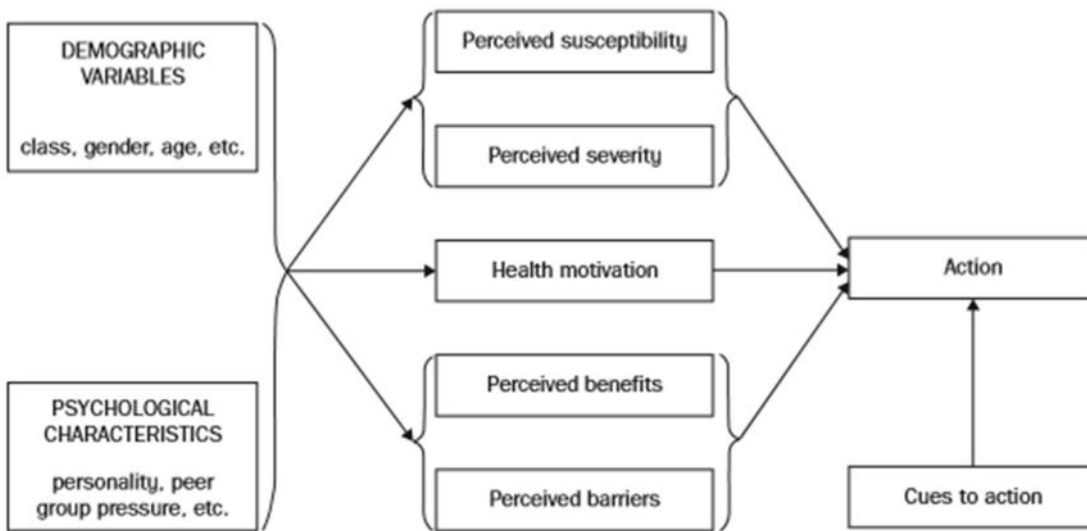 DEMOGRAPHIC
VARIABLES
class, gender, age, etc.
PSYCHOLOGICAL
CHARACTERISTICS
personality, peer
group pressure, etc.
Perceived susceptibility
Perceived severity
Health motivation
Perceived benefits
Perceived barriers
Action
Cues to action